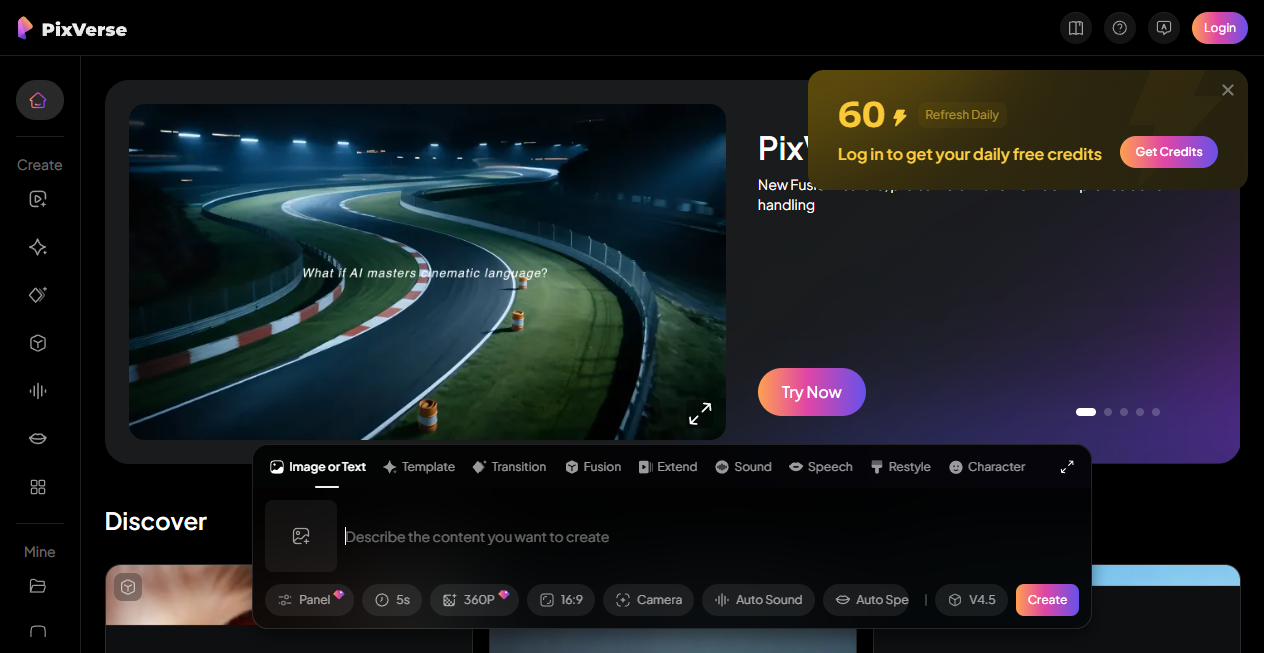 PixVerse
Login
Create
Mine
What if AI masters cinematic language?
PixV
New Fusi
handling
Try Now
60
Refresh Daily
Log in to get your daily free credits
Get Credits
Image or Text
Template
Transition
Fusion
Extend
Sound
Speech
Restyle
Character
Describe the content you want to create
Panel
5s
360P
16:9
Camera
Auto Sound
Auto Spe
V4.5
Create
Discover